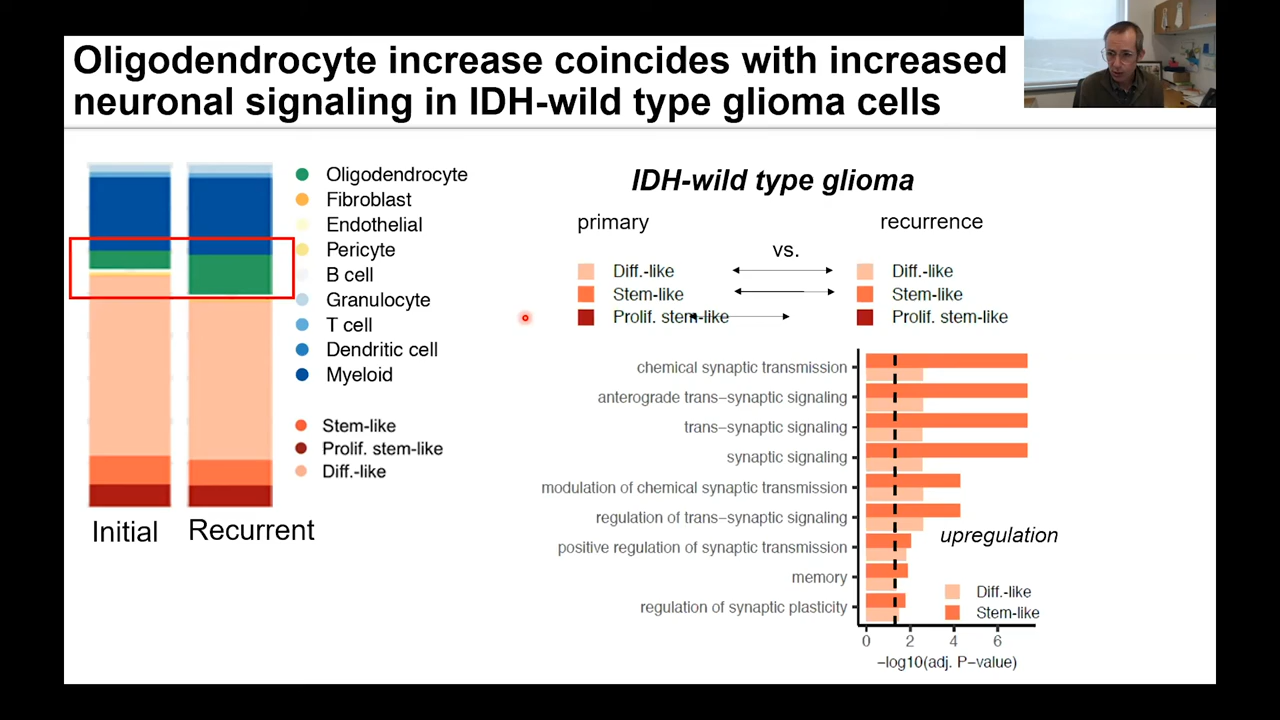 Oligodendrocyte increase coincides with increased
neuronal signaling in IDH-wild type glioma cells
Oligodendrocyte
Fibroblast
Endothelial
Pericyte
B cell
Granulocyte
T cell
Dendritic cell
Myeloid
Stem-like
Prolif. stem-like
Diff.-like
Initial
Recurrent
IDH-wild type glioma
primary
recurrence
vs.
Diff.-like
Stem-like
Prolif. stem-like
Diff.-like
Stem-like
Prolif. stem-like
chemical synaptic transmission
anterograde trans−synaptic signaling
trans−synaptic signaling
synaptic signaling
modulation of chemical synaptic transmission
regulation of trans−synaptic signaling
positive regulation of synaptic transmission
memory
regulation of synaptic plasticity
upregulation
Diff.-like
Stem-like
0 2 4 6
−log10(adj. P−value)